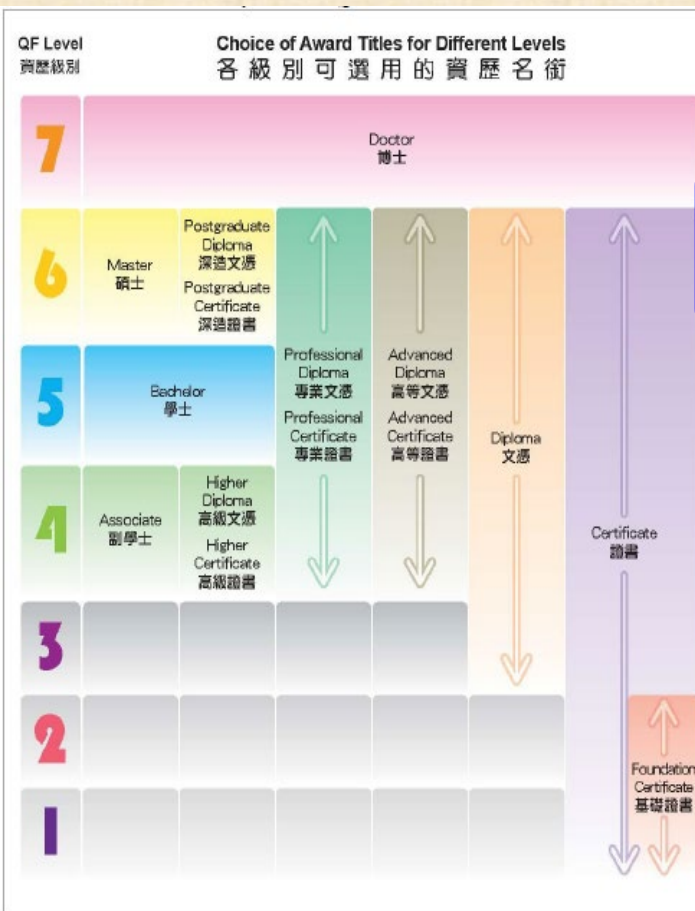 QF Level
資歷級別
Choice of Award Titles for Different Levels
各級別可選用的資歷名銜
7
Doctor
博士
6
Master
碩士
Postgraduate
Diploma
深造文憑
Postgraduate
Certificate
深造證書
Professional
Diploma
專業文憑
Professional
Certificate
專業證書
Advanced
Diploma
高等文憑
Advanced
Certificate
高等證書
Diploma
文憑
Certificate
證書
5
Bachelor
學士
4
Associate
副學士
Higher
Diploma
高級文憑
Higher
Certificate
高級證書
3
2
Foundation
Certificate
基礎證書
1